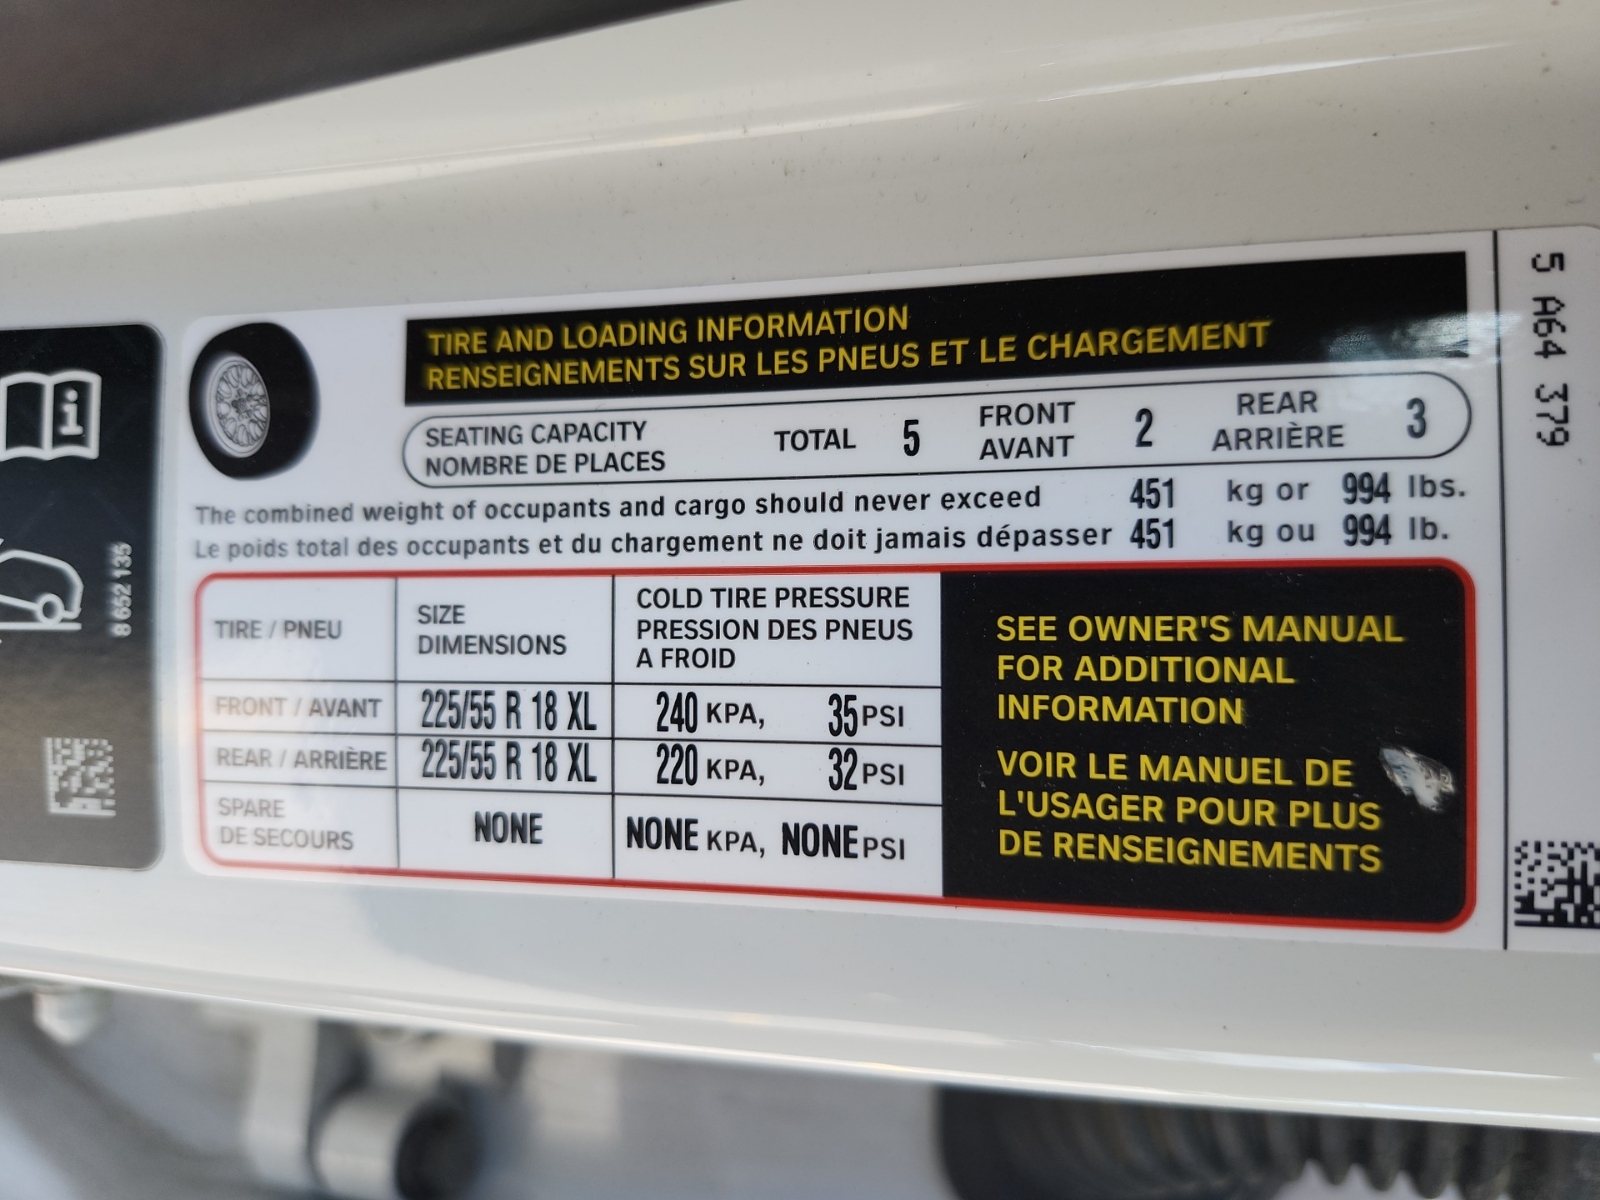 TIRE AND LOADING INFORMATION
RENSEIGNEMENTS SUR LES PNEUS ET LE CHARGEMENT
SEATING CAPACITY
NOMBRE DE PLACES
TOTAL 5
FRONT
AVANT
2
REAR
ARRIÈRE
3
The combined weight of occupants and cargo should never exceed 451 kg or 994 lbs.
Le poids total des occupants et du chargement ne doit jamais dépasser 451 kg ou 994 lb.
TIRE / PNEU
SIZE
DIMENSIONS
COLD TIRE PRESSURE
PRESSION DES PNEUS
A FROID
FRONT / AVANT 225/55 R 18 XL 240 KPA, 35 PSI
REAR / ARRIÈRE 225/55 R 18 XL 220 KPA, 32 PSI
SPARE
DE SECOURS
NONE NONE KPA, NONE PSI
SEE OWNER'S MANUAL
FOR ADDITIONAL
INFORMATION
VOIR LE MANUEL DE
L'USAGER POUR PLUS
DE RENSEIGNEMENTS
5 A64 379
8 652 135
i